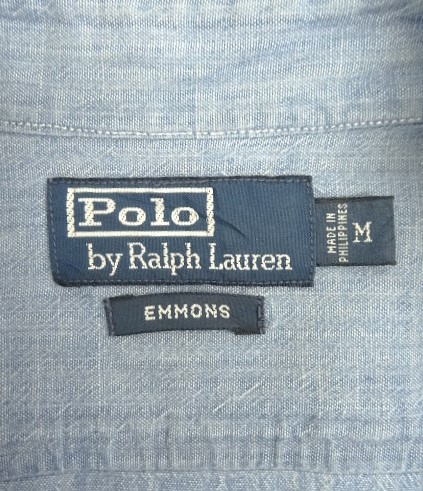 Polo
by Ralph Lauren
MADE IN
PHILIPPINES
M
EMMONS